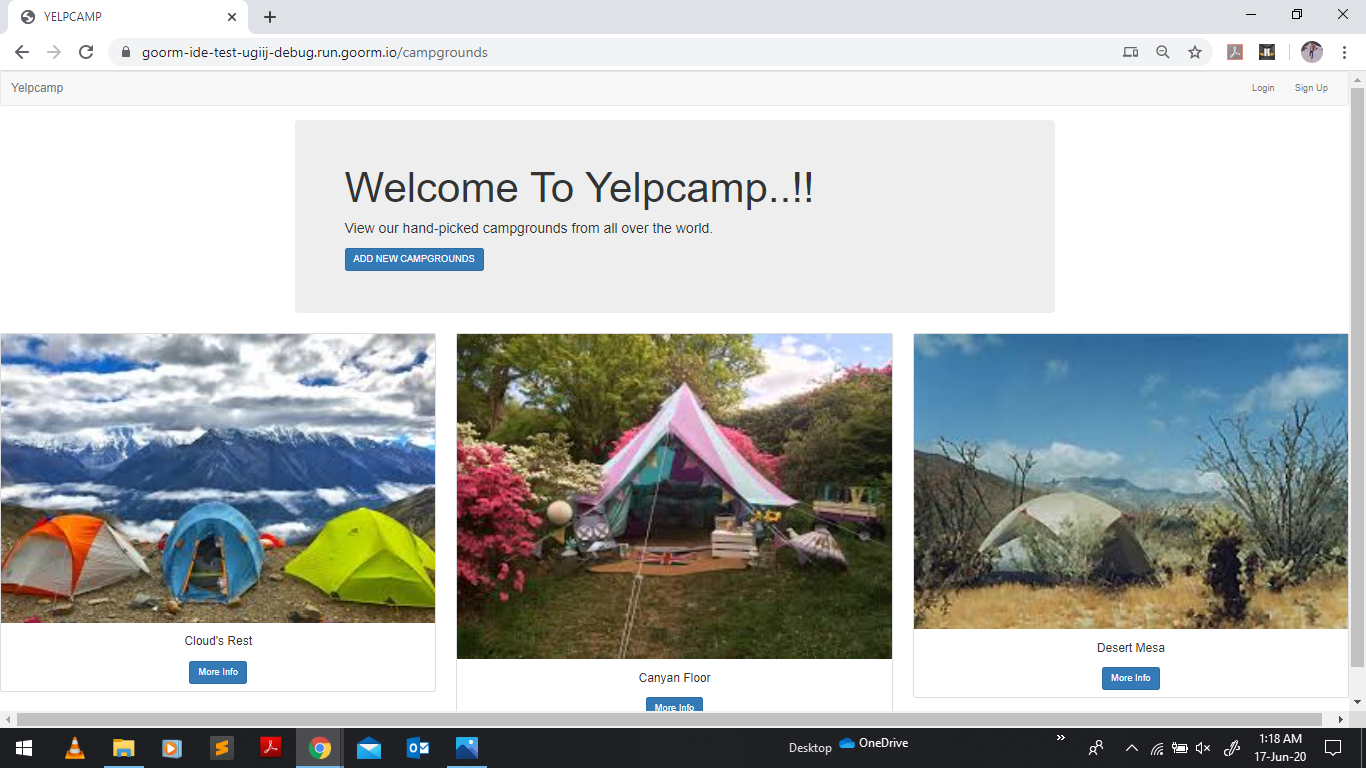 YELPCAMP
goorm-ide-test-ugiij-debug.run.goorm.io/campgrounds
Yelpcamp
Login Sign Up
Welcome To Yelpcamp..!!
View our hand-picked campgrounds from all over the world.
ADD NEW CAMPGROUNDS
Cloud's Rest
More Info
Canyan Floor
More Info
Desert Mesa
More Info
Desktop OneDrive
1:18 AM
17-Jun-20